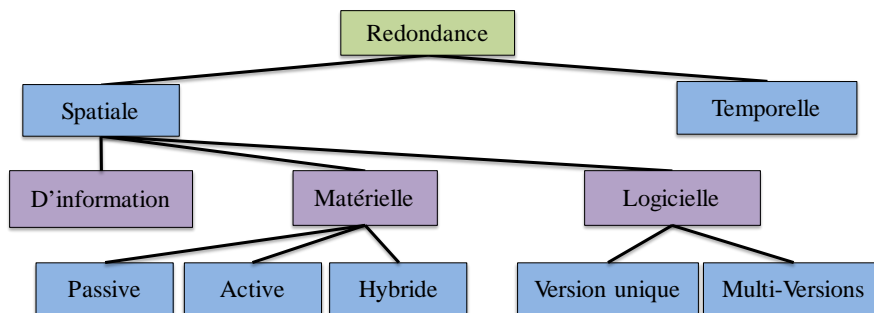 Redondance
Spatiale
Temporelle
D’information
Matérielle
Logicielle
Passive
Active
Hybride
Version unique
Multi-Versions